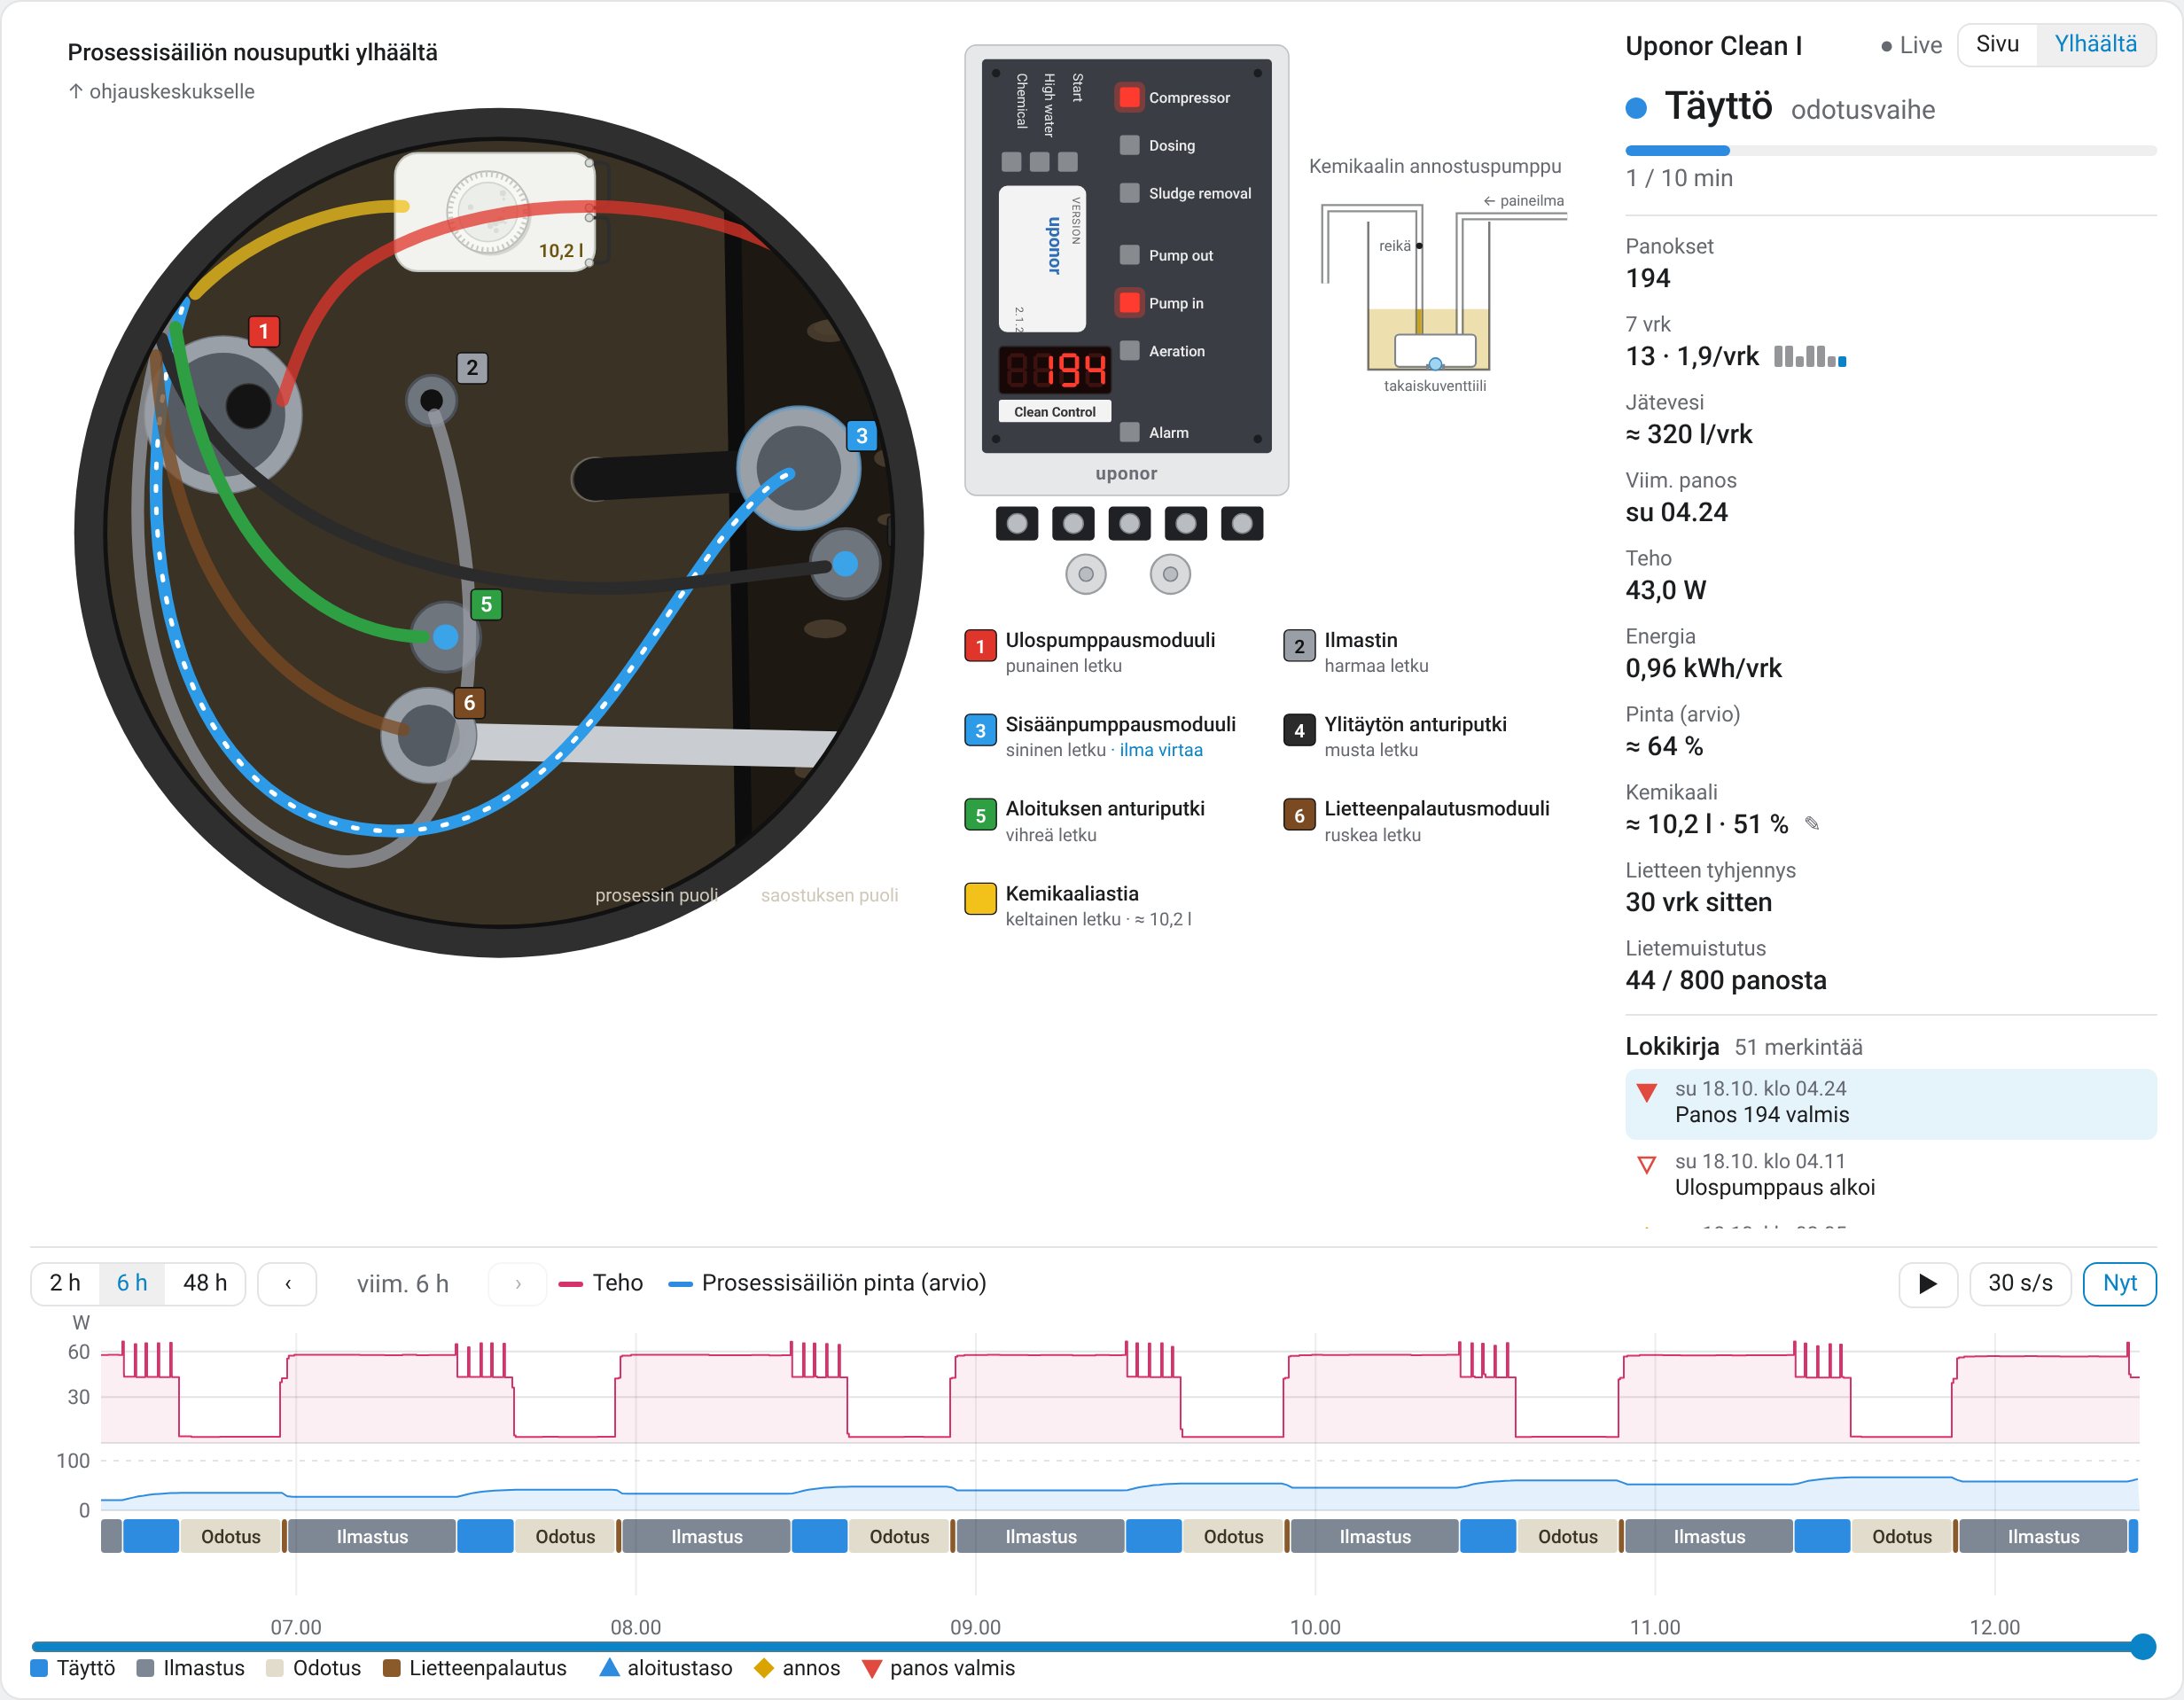 Prosessisäiliön nousuputki ylhäältä
↑ ohjauskeskukselle
10,2 l
1
2
3
5
6
prosessin puoli
saostuksen puoli
Chemical
High water
Start
Compressor
Dosing
Sludge removal
Pump out
Pump in
Aeration
Alarm
VERSION
uponor
2.1.2
194
Clean Control
uponor
Kemikaalin annostuspumppu
← paineilma
reikä
takaiskuventtiili
1 Ulospumppausmoduuli
punainen letku
2 Ilmastin
harmaa letku
3 Sisäänpumppausmoduuli
sininen letku · ilma virtaa
4 Ylitäytön anturiputki
musta letku
5 Aloituksen anturiputki
vihreä letku
6 Lietteenpalautusmoduuli
ruskea letku
Kemikaaliastia
keltainen letku · ≈ 10,2 l
Uponor Clean I
Live
Sivu
Ylhäältä
Täyttö odotusvaihe
1 / 10 min
Panokset
194
7 vrk
13 · 1,9/vrk
Jätevesi
≈ 320 l/vrk
Viim. panos
su 04.24
Teho
43,0 W
Energia
0,96 kWh/vrk
Pinta (arvio)
≈ 64 %
Kemikaali
≈ 10,2 l · 51 %
Lietteen tyhjennys
30 vrk sitten
Lietemuistutus
44 / 800 panosta
Lokikirja 51 merkintää
su 18.10. klo 04.24
Panos 194 valmis
su 18.10. klo 04.11
Ulospumppaus alkoi
2 h
6 h
48 h
‹
viim. 6 h
›
Teho
Prosessisäiliön pinta (arvio)
30 s/s
Nyt
W
60
30
100
0
Odotus
Ilmastus
Odotus
Ilmastus
Odotus
Ilmastus
Odotus
Ilmastus
Odotus
Ilmastus
Odotus
Ilmastus
07.00
08.00
09.00
10.00
11.00
12.00
Täyttö
Ilmastus
Odotus
Lietteenpalautus
aloitustaso
annos
panos valmis